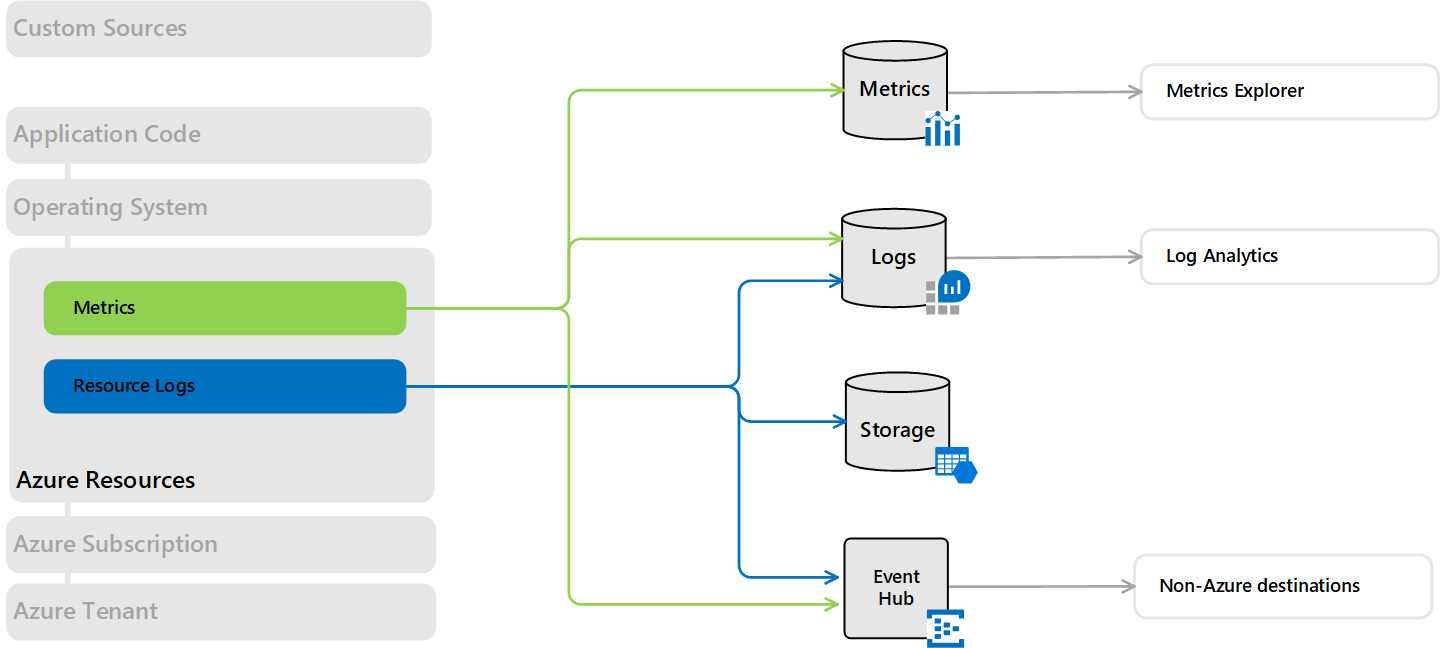 Custom Sources
Application Code
Operating System
Metrics
Resource Logs
Azure Resources
Azure Subscription
Azure Tenant
Metrics
Logs
Storage
Event
Hub
Metrics Explorer
Log Analytics
Non-Azure destinations